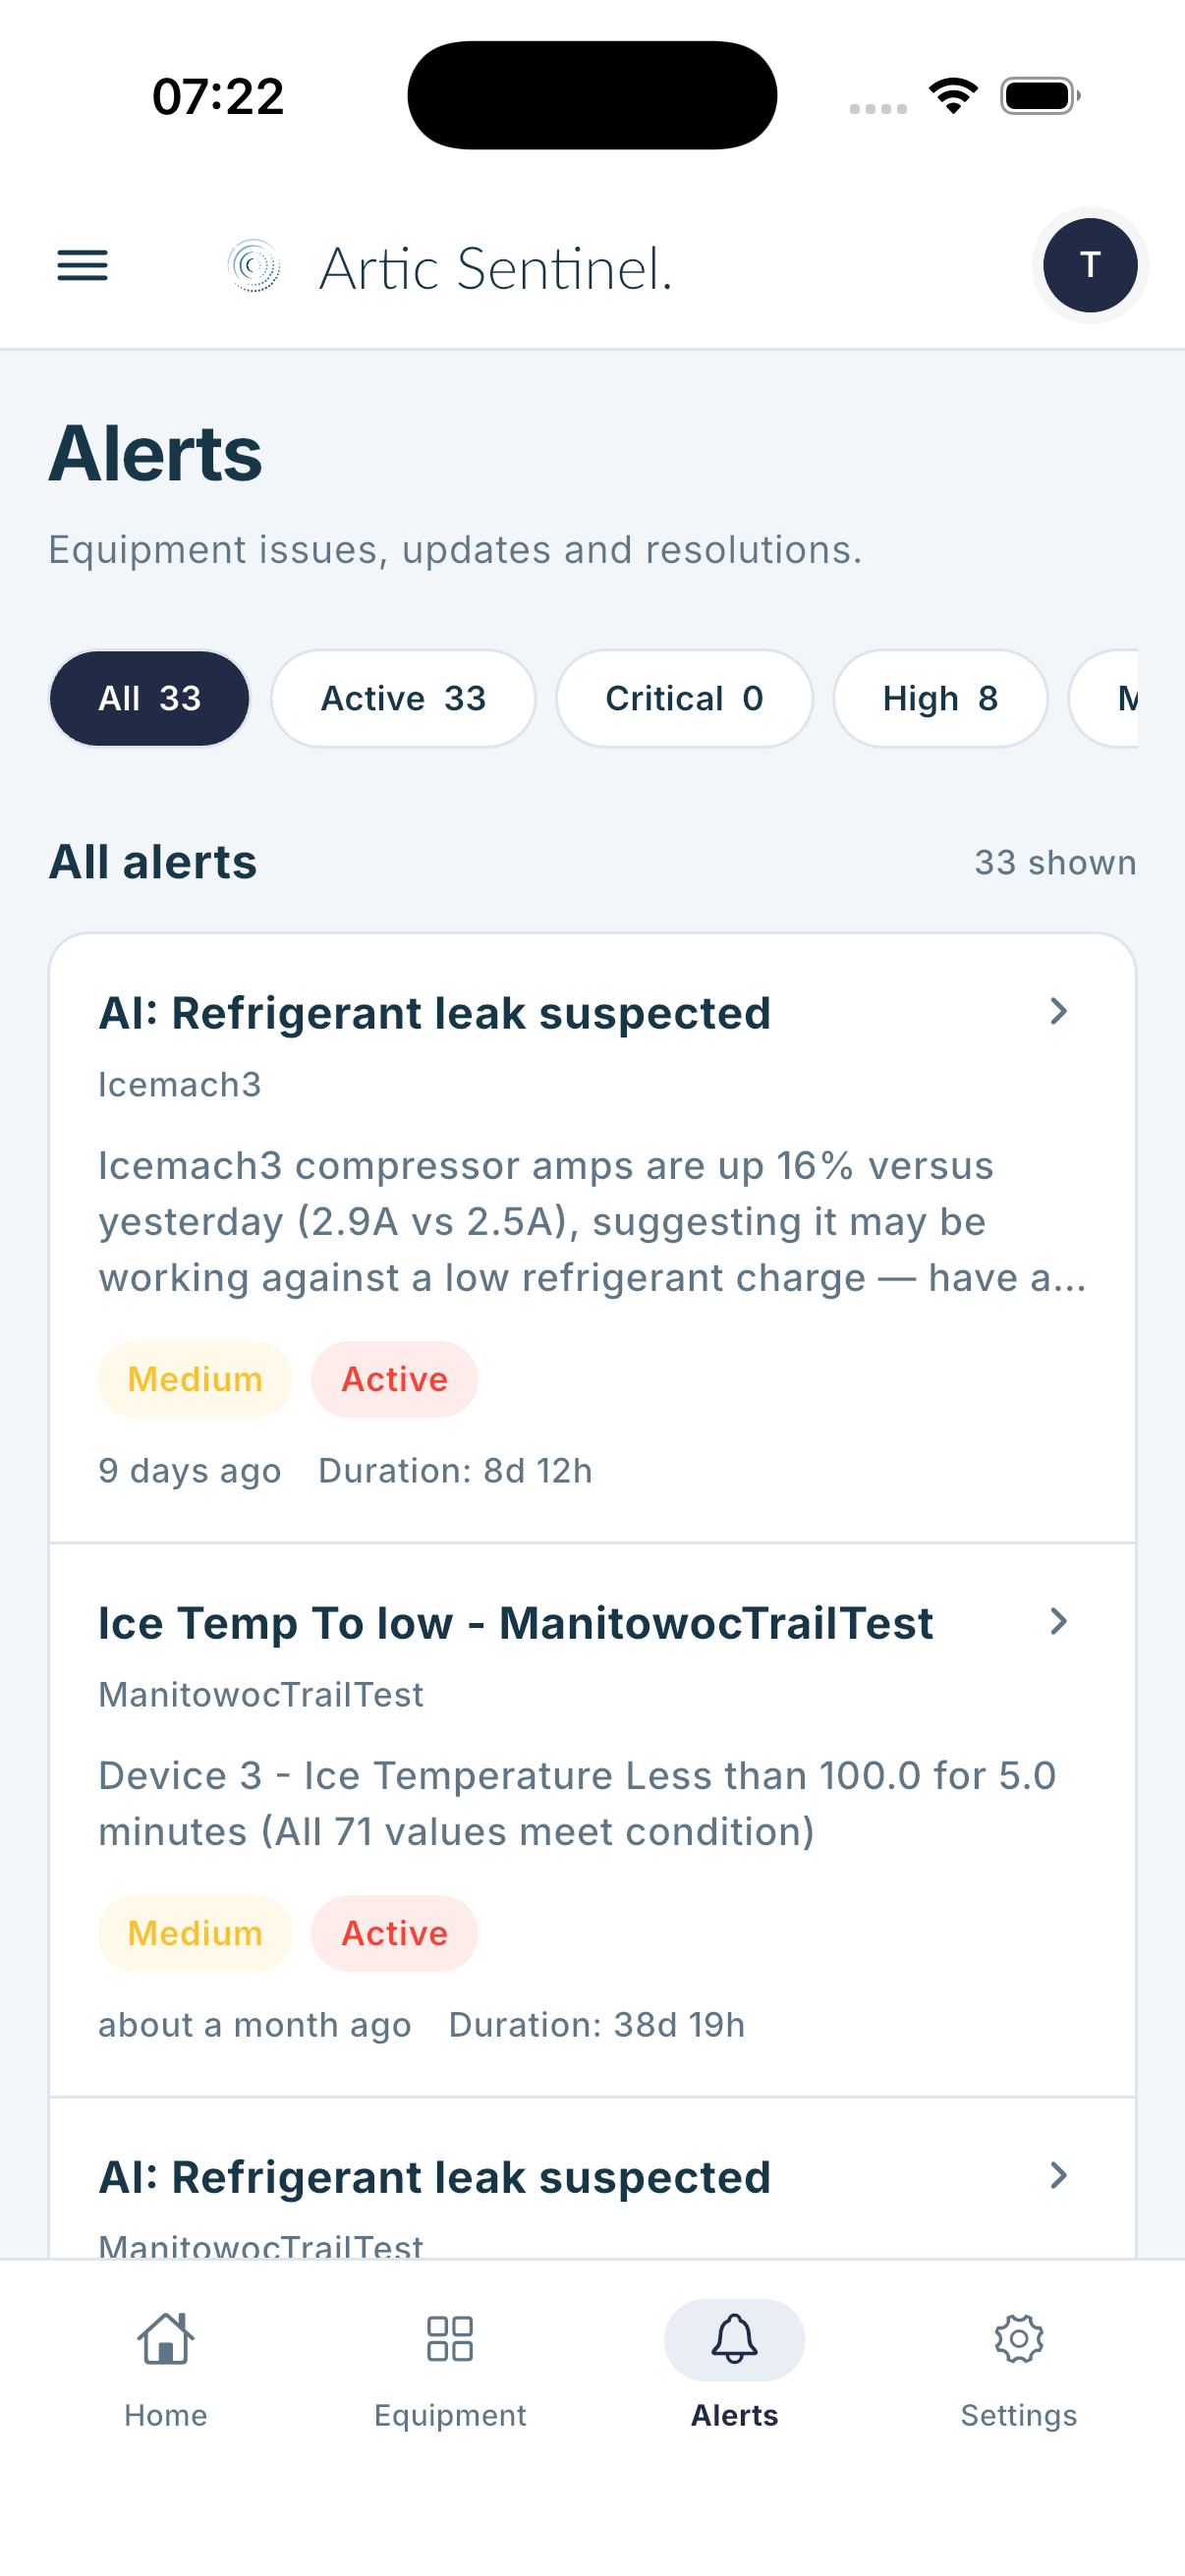 07:22
Artic Sentinel.
T
Alerts
Equipment issues, updates and resolutions.
All 33
Active 33
Critical 0
High 8
M
All alerts
33 shown
AI: Refrigerant leak suspected
Icemach3
Icemach3 compressor amps are up 16% versus
yesterday (2.9A vs 2.5A), suggesting it may be
working against a low refrigerant charge — have a...
Medium
Active
9 days ago Duration: 8d 12h
Ice Temp To low - ManitowocTrailTest
ManitowocTrailTest
Device 3 - Ice Temperature Less than 100.0 for 5.0
minutes (All 71 values meet condition)
Medium
Active
about a month ago Duration: 38d 19h
AI: Refrigerant leak suspected
ManitowocTrailTest
Home
Equipment
Alerts
Settings